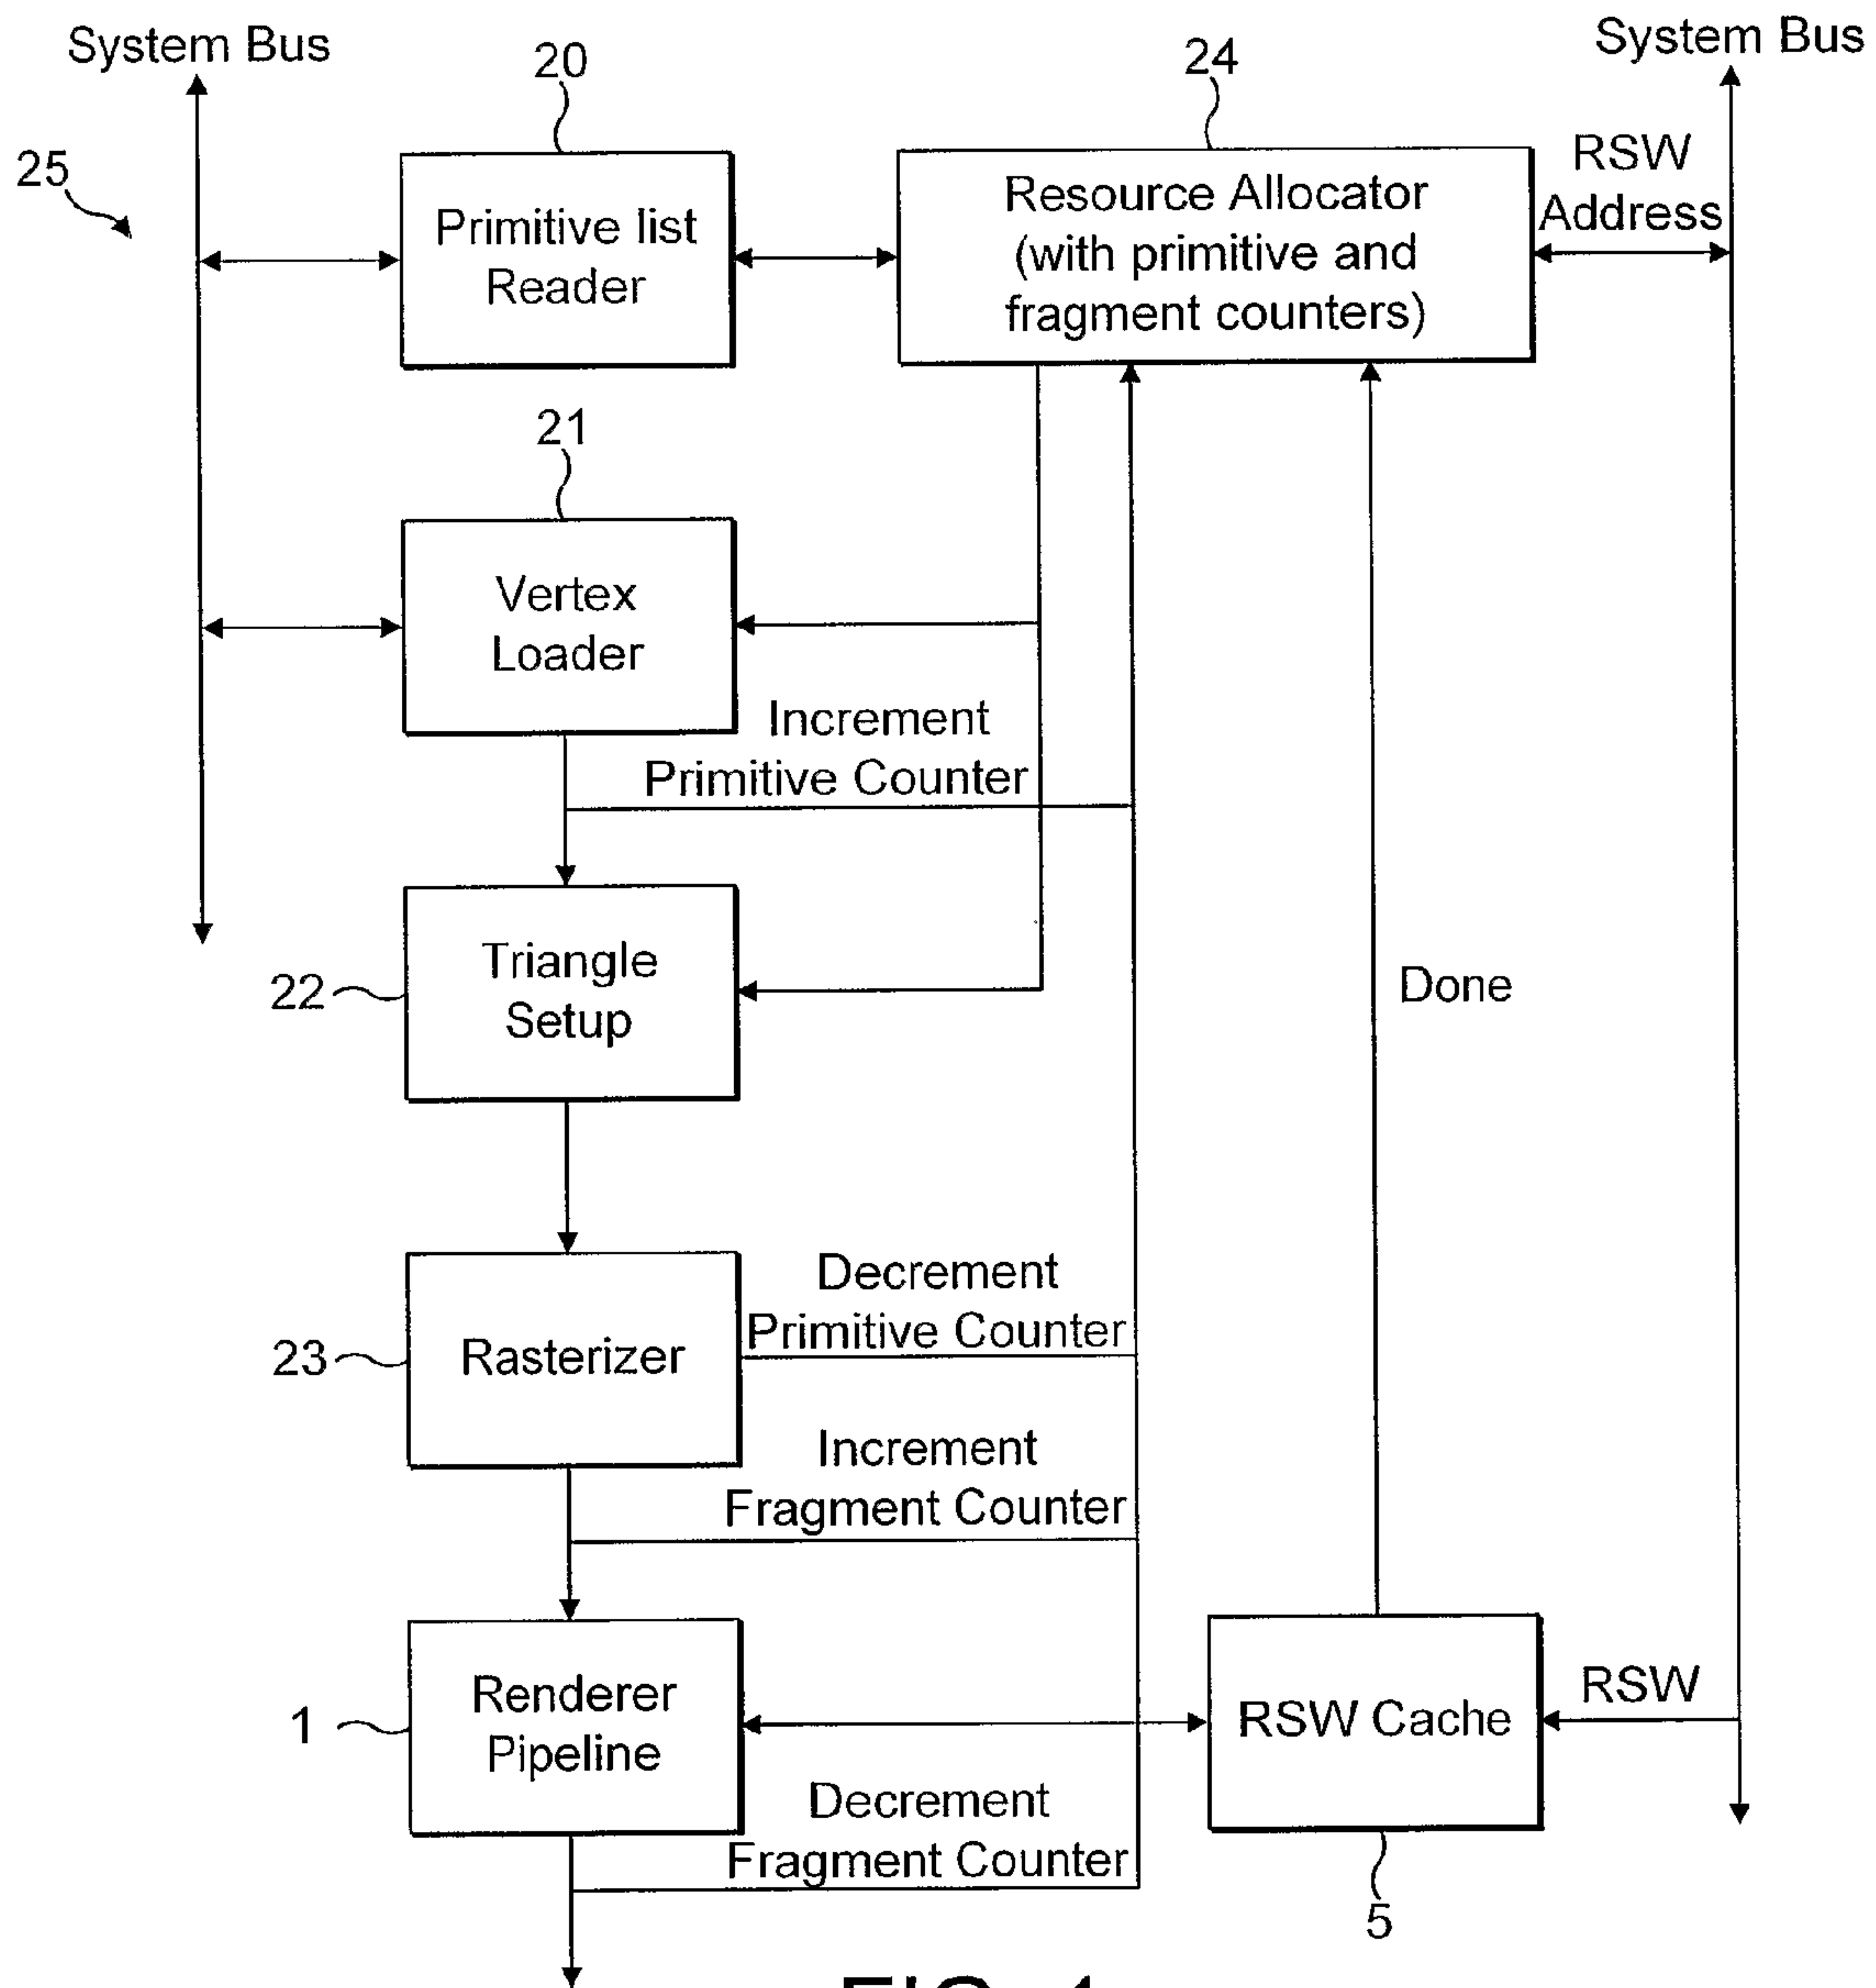 System Bus
System Bus
20
24
25
RSW
Address
Primitive list
Reader
Resource Allocator
(with primitive and
fragment counters)
21
Vertex
Loader
Increment
Primitive Counter
22
Triangle
Setup
Done
23
Rasterizer
Decrement
Primitive Counter
Increment
Fragment Counter
1
Renderer
Pipeline
RSW Cache
RSW
Decrement
Fragment Counter
5